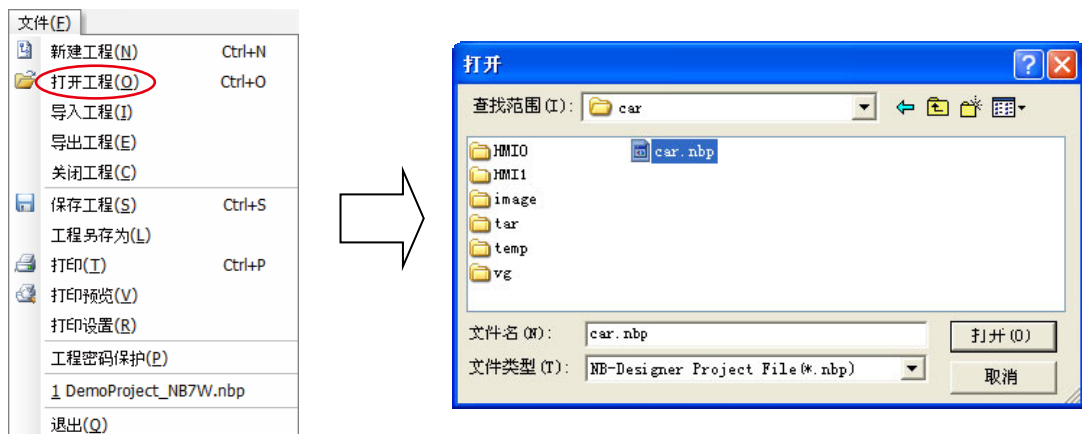 文件(F)
新建工程(N) Ctrl+N
打开工程(O) Ctrl+O
导入工程(I)
导出工程(E)
关闭工程(C)
保存工程(S) Ctrl+S
工程另存为(L)
打印(T) Ctrl+P
打印预览(V)
打印设置(R)
工程密码保护(P)
1 DemoProject_NB7W.nbp
退出(Q)
打开
查找范围(I): car
HMI0 car.nbp
HMI1
image
tar
temp
vg
文件名(N): car.nbp 打开(O)
文件类型(T): NB-Designer Project File(*.nbp) 取消